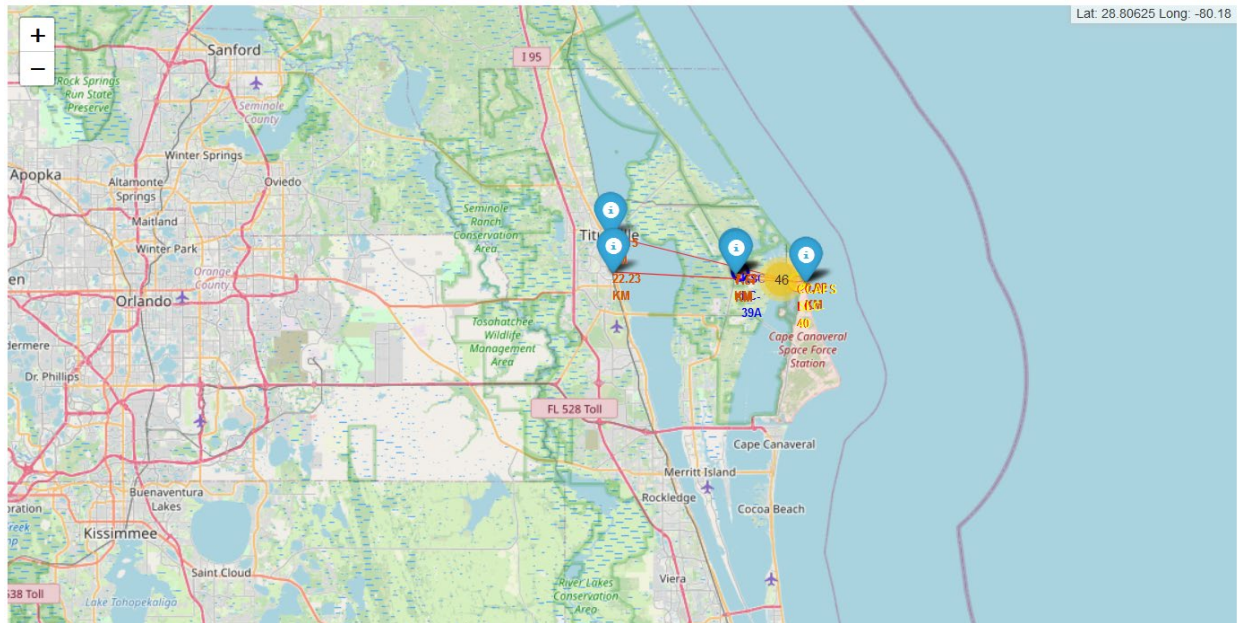 Lat: 28.80625 Long: -80.18
+
−
Sanford
I 95
Rock Springs
Run State
Preserve
Seminole
County
Winter Springs
Apopka
Altamonte
Springs
Oviedo
Maitland
Seminole
Ranch
Conservation
Area
Winter Park
Orange
County
22.23
KM
46
39A
40
Orlando
Tosohatchee
Wildlife
Management
Area
Cape Canaveral
Space Force
Station
Dr. Phillips
FL 528 Toll
Cape Canaveral
Merritt Island
Rockledge
Buenaventura
Lakes
Cocoa Beach
Kissimmee
Saint Cloud
Viera
River Lakes
Conservation
Area
Lake Tohopekaliga